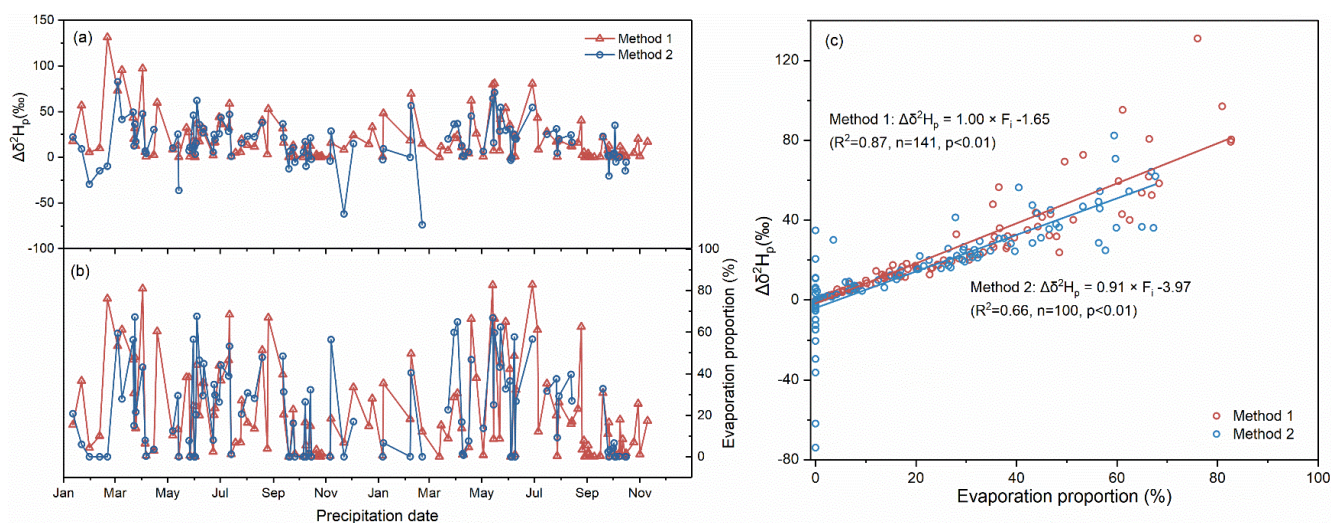 (a)
Method 1
Method 2
Δδ²Hₚ(‰)
150
100
50
0
-50
-100
(b)
Evaporation proportion (%)
100
80
60
40
20
0
Jan Mar May Jul Sep Nov Jan Mar May Jul Sep Nov
Precipitation date
(c)
Δδ²Hₚ(‰)
120
80
40
0
-40
-80
Method 1: Δδ²Hₚ = 1.00 × Fᵢ -1.65
(R²=0.87, n=141, p<0.01)
Method 2: Δδ²Hₚ = 0.91 × Fᵢ -3.97
(R²=0.66, n=100, p<0.01)
Method 1
Method 2
0 20 40 60 80 100
Evaporation proportion (%)